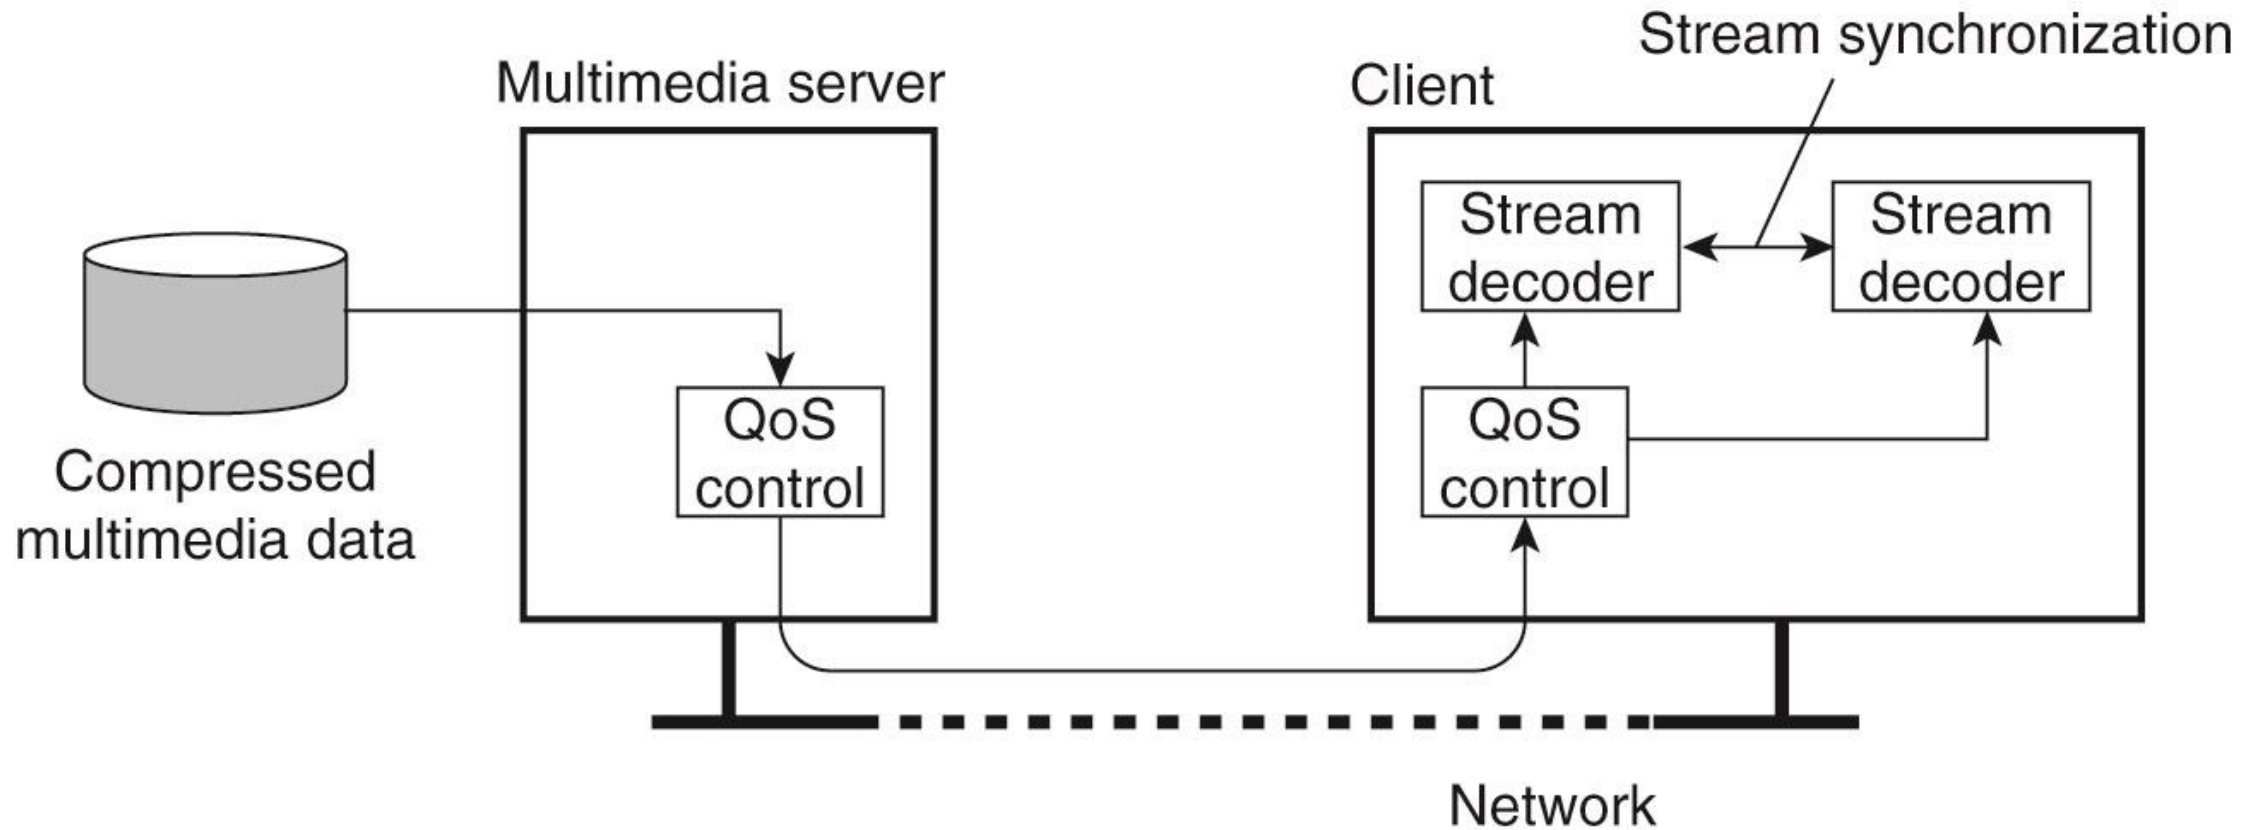 Stream synchronization
Multimedia server
Client
Stream
decoder
Stream
decoder
QoS
control
QoS
control
Compressed
multimedia data
Network